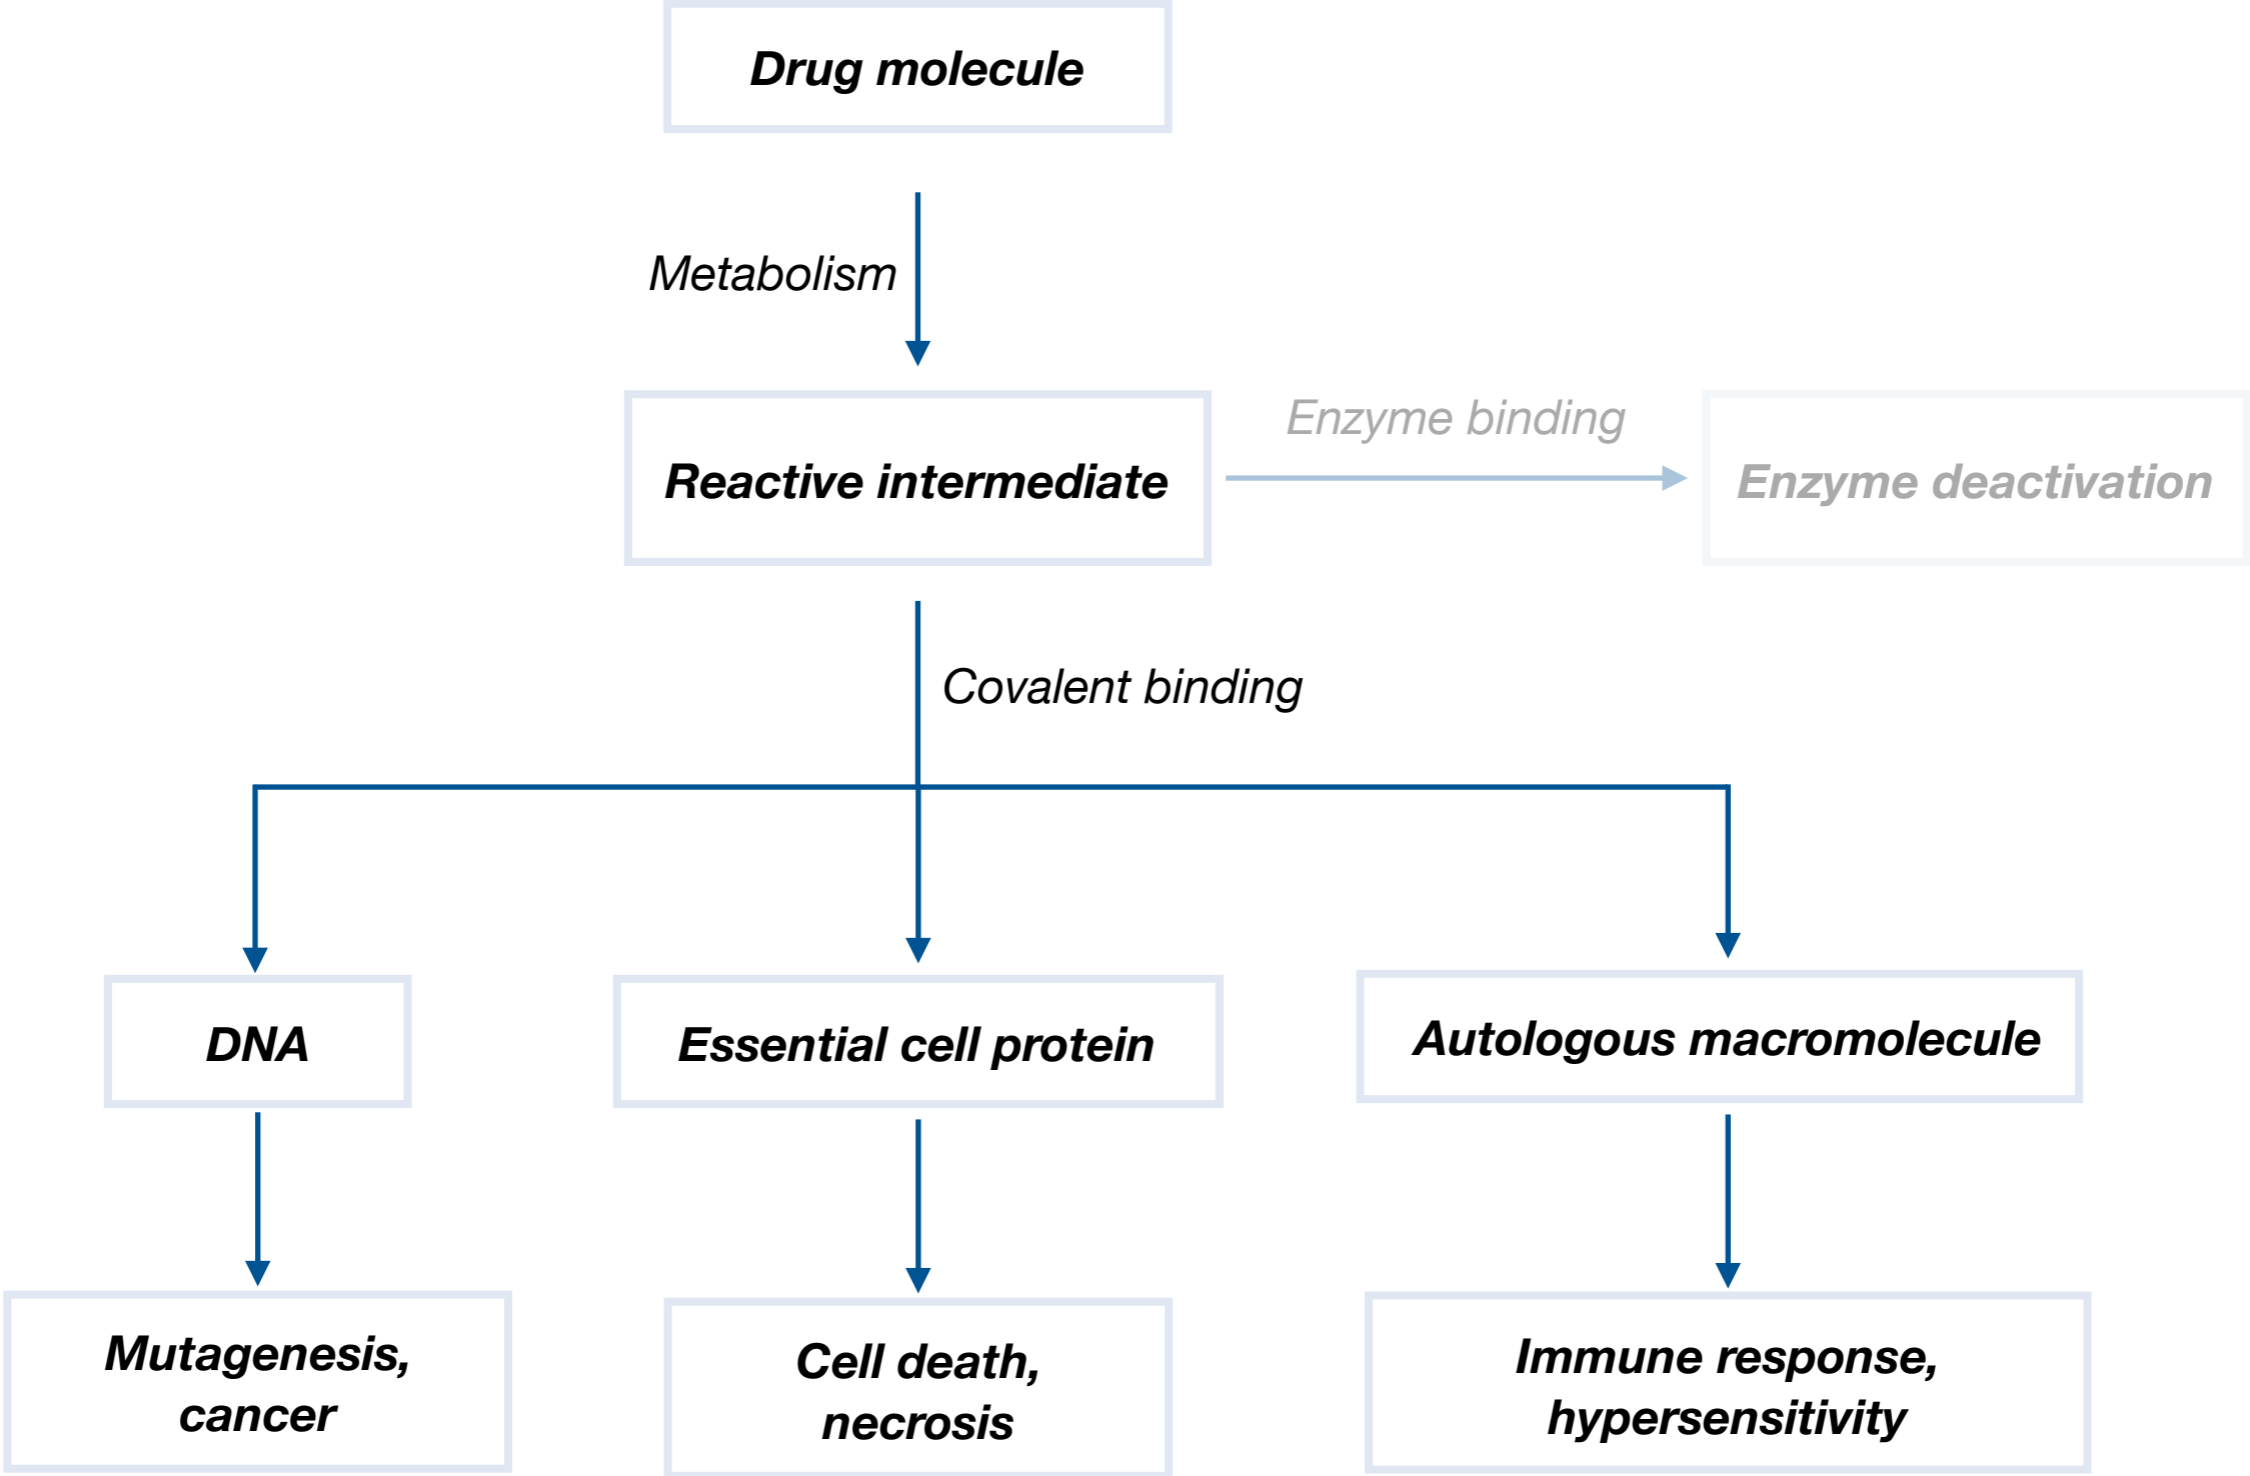 Drug molecule
Metabolism
Enzyme binding
Reactive intermediate
Enzyme deactivation
Covalent binding
DNA
Essential cell protein
Autologous macromolecule
Mutagenesis,
cancer
Cell death,
necrosis
Immune response,
hypersensitivity